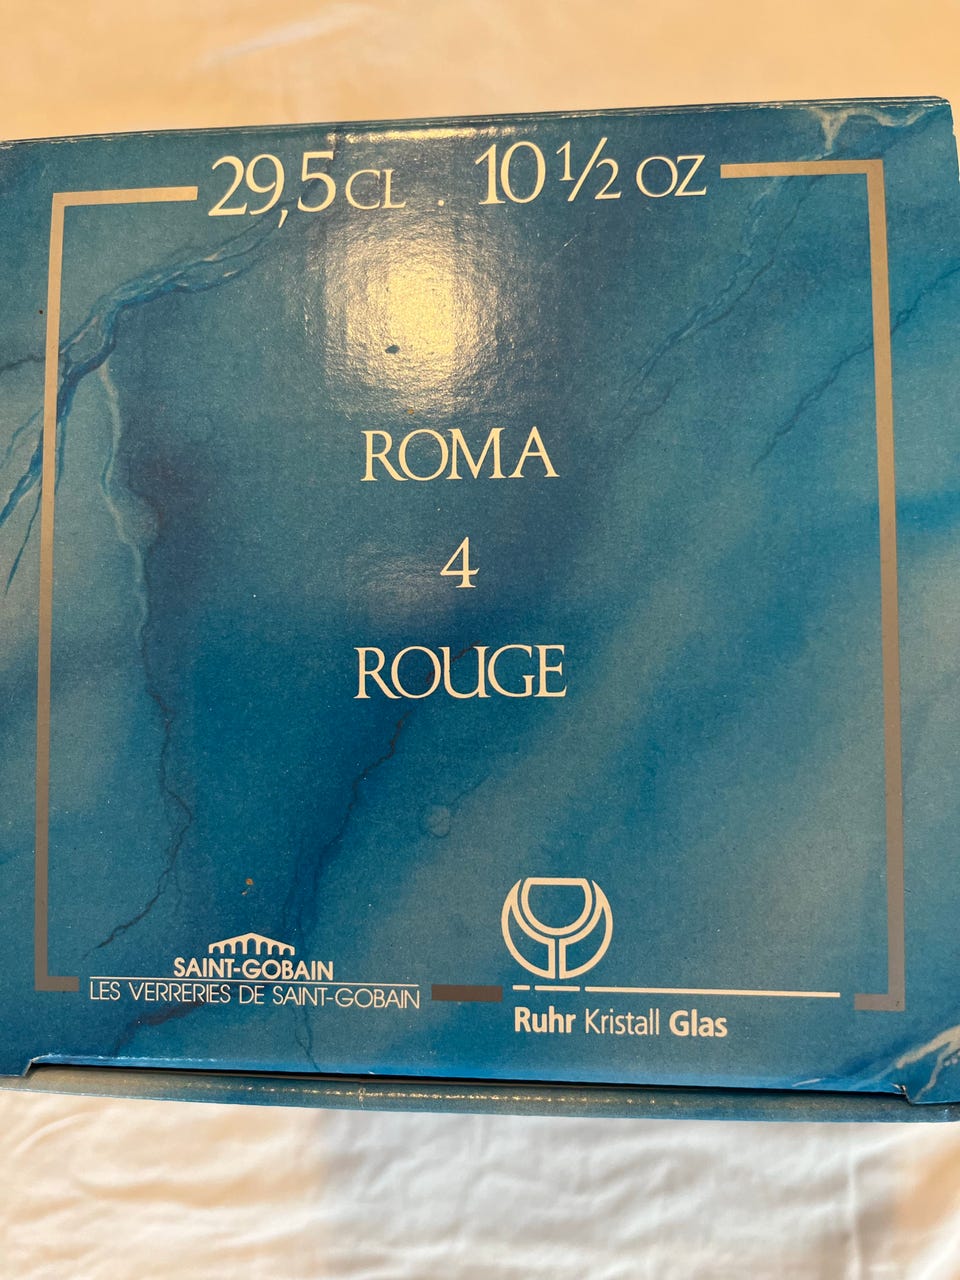 29,5 CL . 10 1/2 OZ
ROMA
4
ROUGE
SAINT-GOBAIN
LES VERRERIES DE SAINT-GOBAIN
Ruhr Kristall Glas